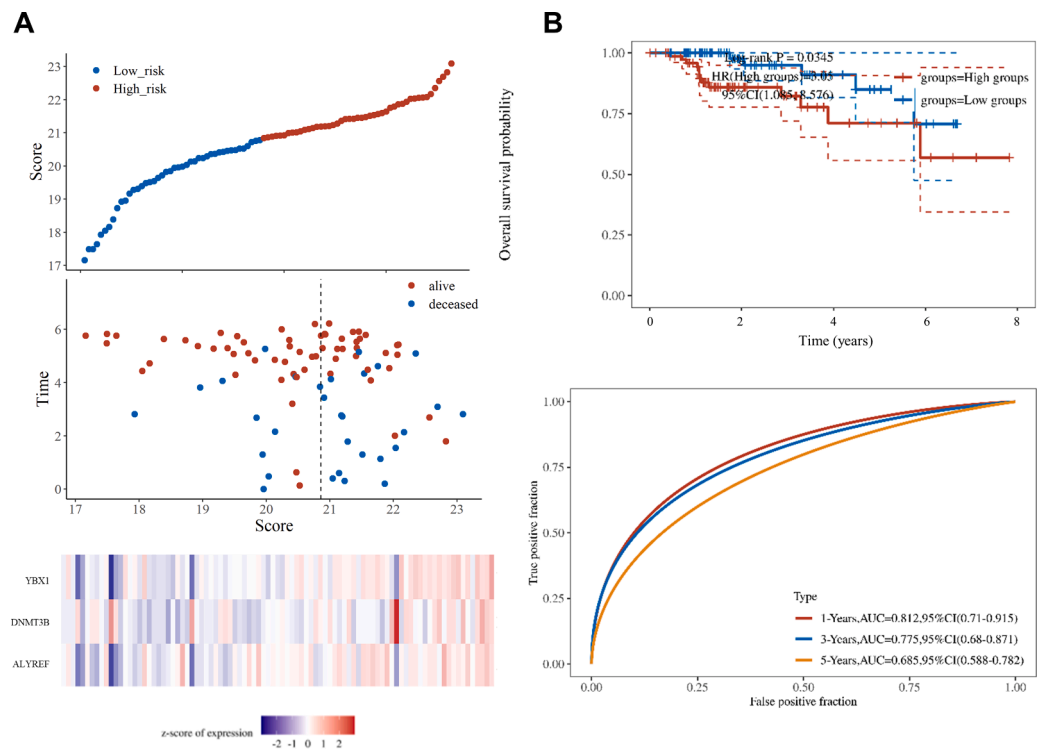 A
B
23
22
21
20
19
18
17
Score
Low_risk
High_risk
alive
deceased
6
4
2
0
Time
17 18 19 20 21 22 23
Score
YBX1
DNMT3B
ALYREF
z-score of expression
-2 -1 0 1 2
1.00
0.75
0.50
0.25
0.00
Overall survival probability
rank P = 0.0345
HR(High groups)
95%CI(1.085, 8.576)
groups=High groups
groups=Low groups
0 2 4 6 8
Time (years)
1.00
0.75
0.50
0.25
0.00
True positive fraction
Type
1-Years,AUC=0.812,95%CI(0.71-0.915)
3-Years,AUC=0.775,95%CI(0.68-0.871)
5-Years,AUC=0.685,95%CI(0.588-0.782)
0.00 0.25 0.50 0.75 1.00
False positive fraction